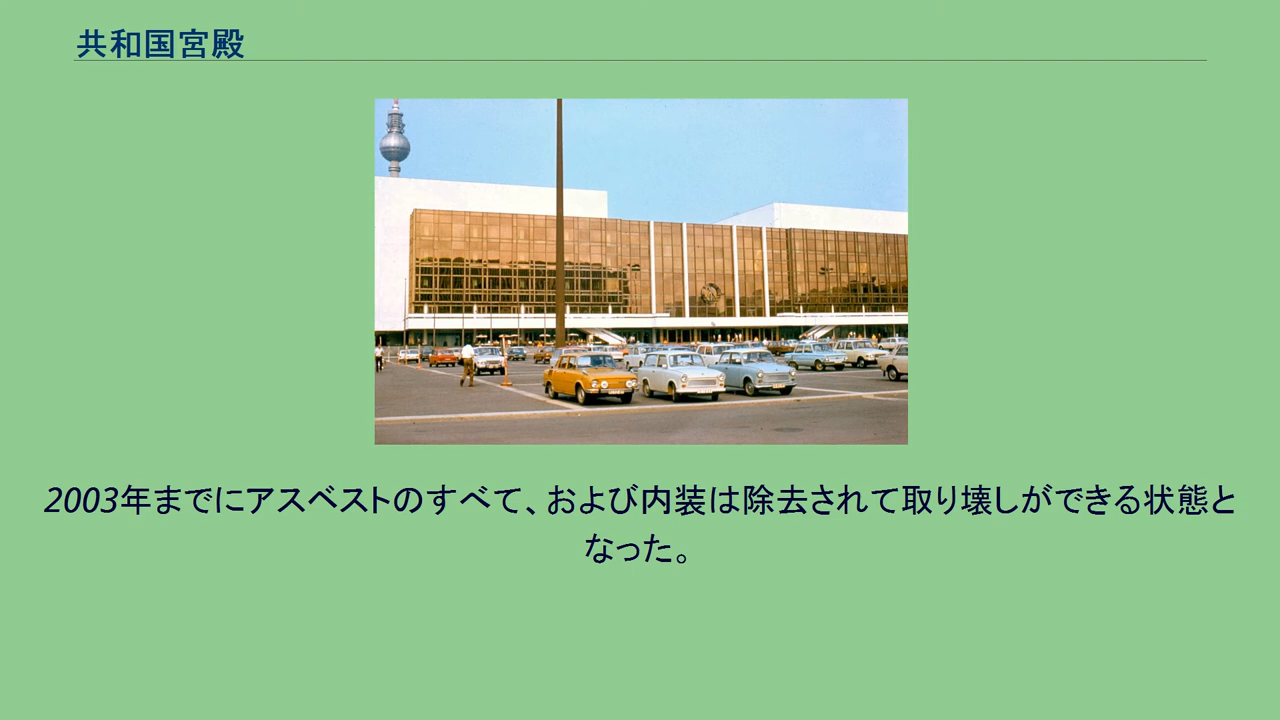 共和国宮殿
2003年までにアスベストのすべて、および内装は除去されて取り壊しができる状態と
なった。